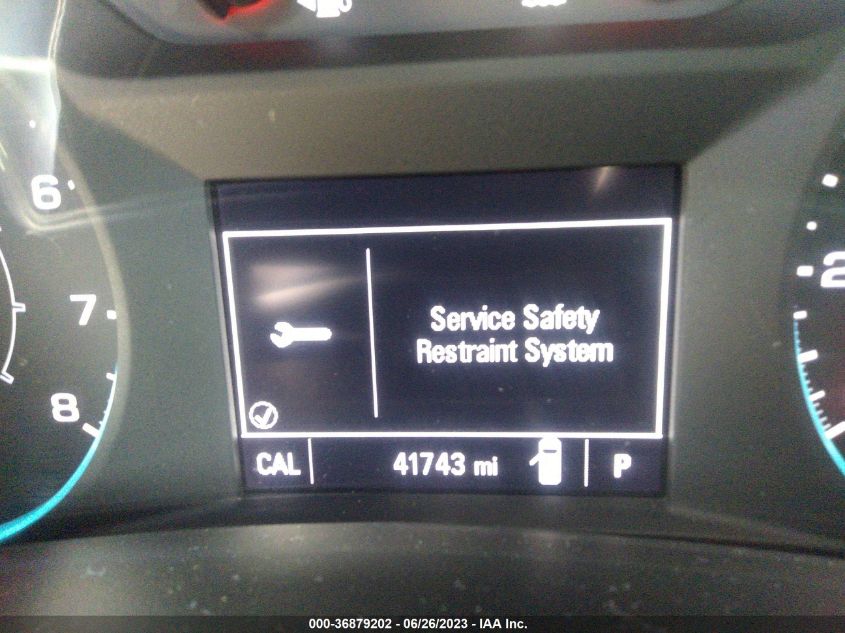 6
7
8
2
Service Safety
Restraint System
CAL
41743 mi
P
000-36879202 - 06/26/2023 - IAA Inc.